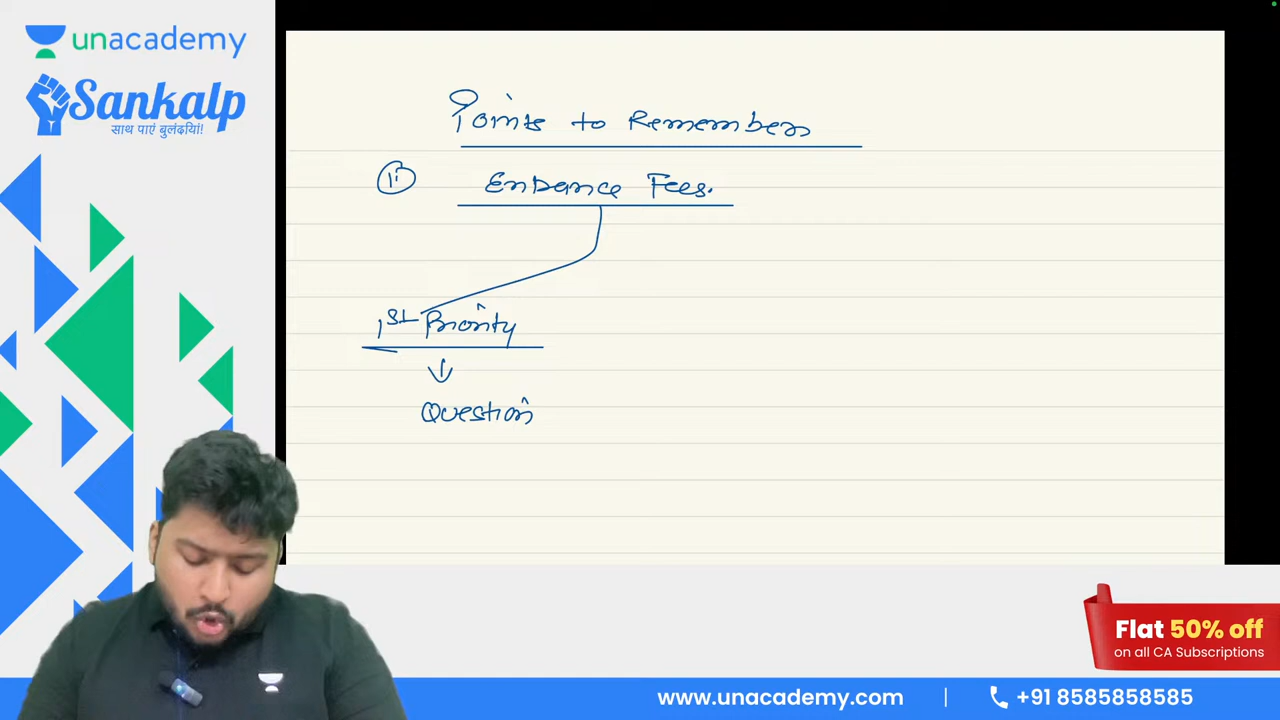 unacademy
Sankalp
साथ पाएं बुलंदियां!
Points to Remember
ii
Entrance Fees.
1st Priority
Question
Flat 50% off
on all CA Subscriptions
www.unacademy.com | +91 8585858585